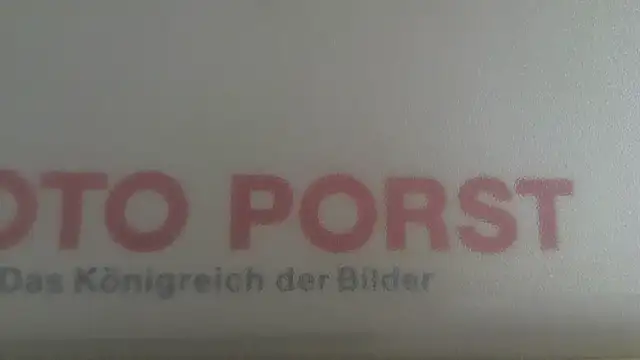 OTO PORST
Das Königreich der Bilder